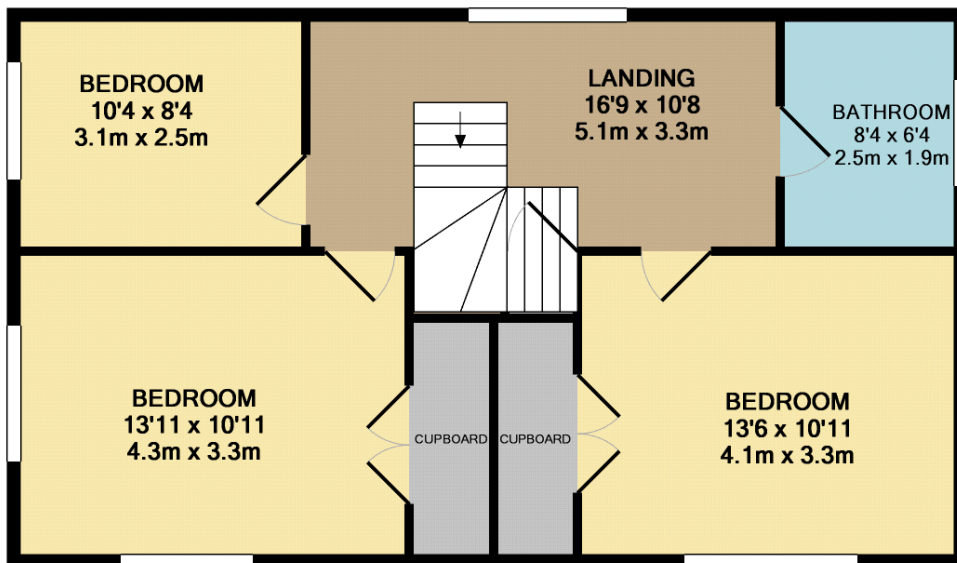 BEDROOM
10'4 x 8'4
3.1m x 2.5m
LANDING
16'9 x 10'8
5.1m x 3.3m
BATHROOM
8'4 x 6'4
2.5m x 1.9m
BEDROOM
13'11 x 10'11
4.3m x 3.3m
CUPBOARD
CUPBOARD
BEDROOM
13'6 x 10'11
4.1m x 3.3m